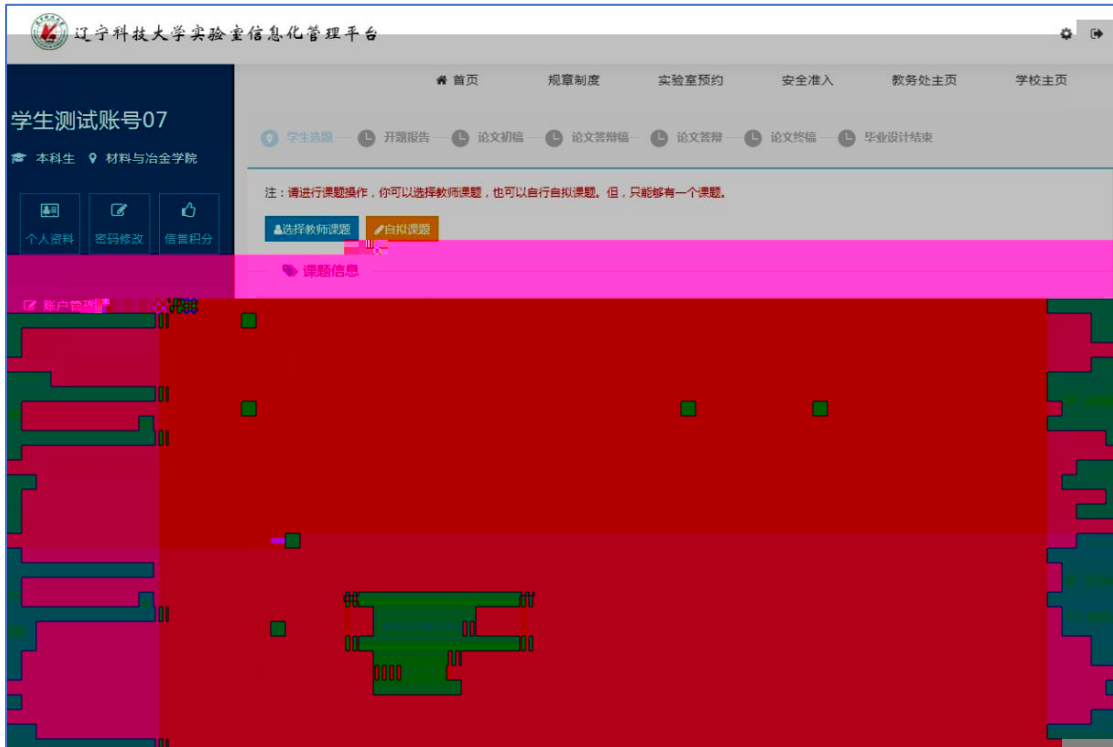 辽宁科技大学实验室信息化管理平台
首页 规章制度 实验室预约 安全准入 教务处主页 学校主页
学生测试账号07
本科生 材料与冶金学院
学生选题 开题报告 论文初稿 论文答辩稿 论文答辩 论文终稿 毕业设计结束
注：请进行课题操作，你可以选择教师课题，也可以自行自拟课题。但，只能够有一个课题。
个人资料 密码修改 信誉积分
选择教师课题 自拟课题
课题信息
账户管理